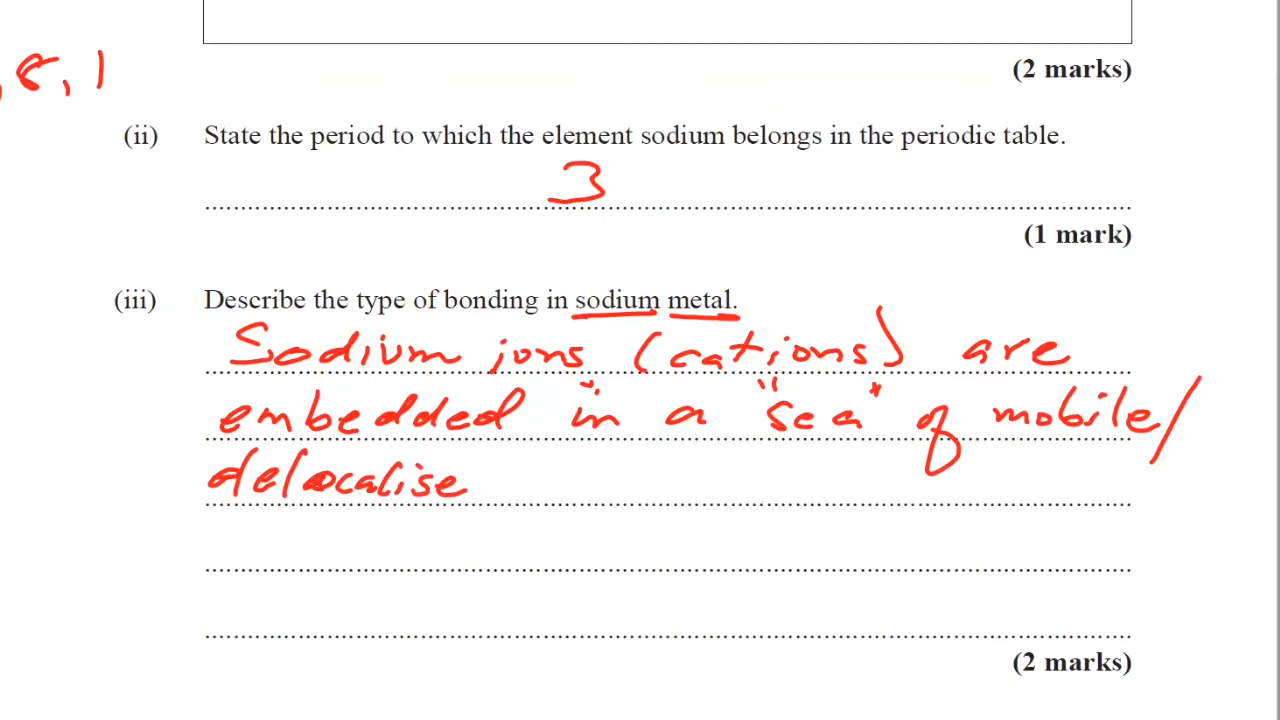 , 8, 1
(2 marks)
(ii) State the period to which the element sodium belongs in the periodic table.
3
(1 mark)
(iii) Describe the type of bonding in sodium metal.
Sodium ions (cations) are
embedded in a "sea" of mobile/
delocalise
(2 marks)